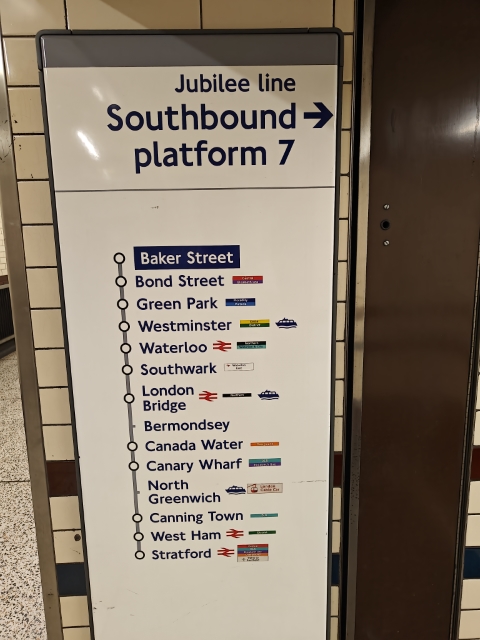 Jubilee line
Southbound →
platform 7
Baker Street
Bond Street
Green Park
Westminster
Waterloo
Southwark
London
Bridge
Bermondsey
Canada Water
Canary Wharf
North
Greenwich
Canning Town
West Ham
Stratford